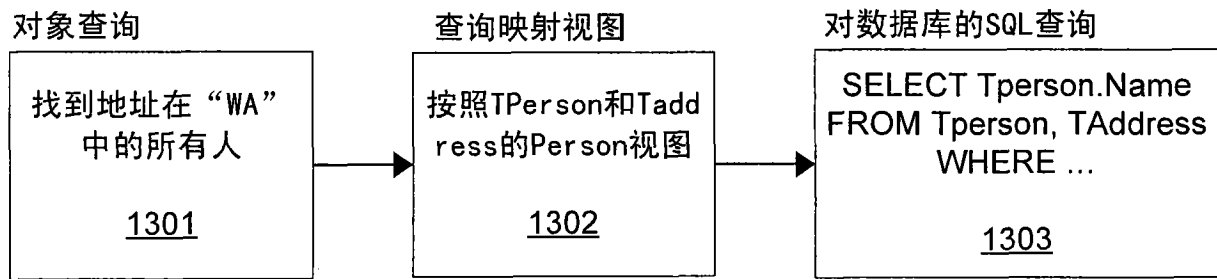 对象查询
找到地址在“WA”
中的所有人
1301
查询映射视图
按照TPerson和Tadd
ress的Person视图
1302
对数据库的SQL查询
SELECT Tperson.Name
FROM Tperson, TAddress
WHERE ...
1303